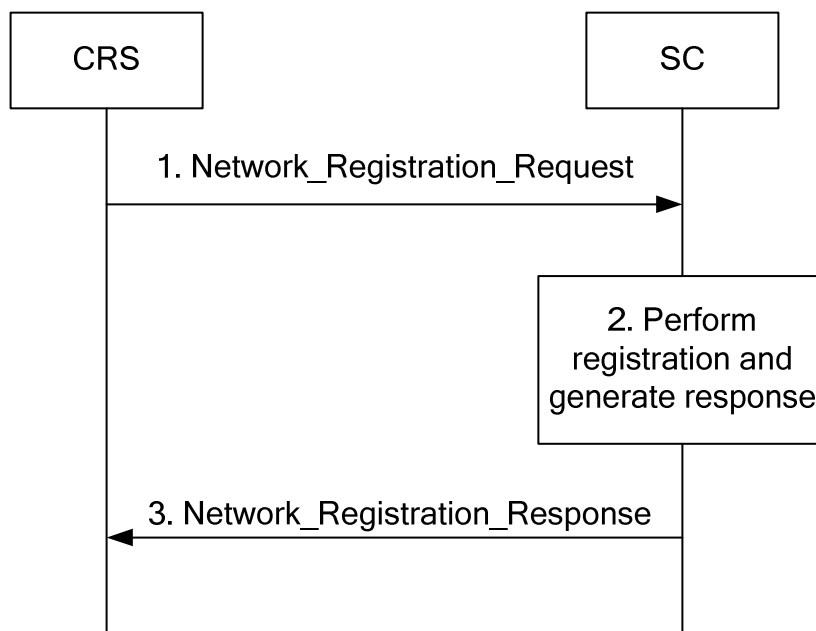 CRS
SC
1. Network_Registration_Request
2. Perform
registration and
generate response
3. Network_Registration_Response